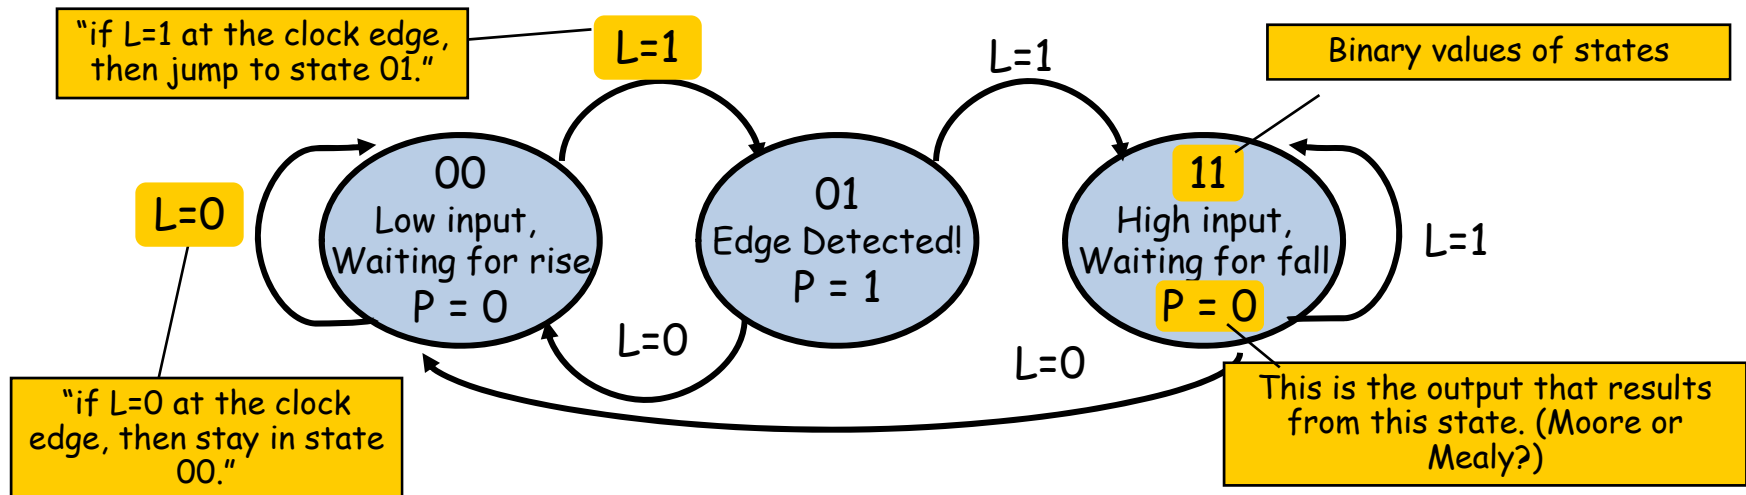 “if L=1 at the clock edge,
then jump to state 01.”
L=1
L=1
Binary values of states
L=0
00
Low input,
Waiting for rise
P = 0
01
Edge Detected!
P = 1
11
High input,
Waiting for fall
P = 0
L=1
L=0
L=0
“if L=0 at the clock
edge, then stay in state
00.”
This is the output that results
from this state. (Moore or
Mealy?)